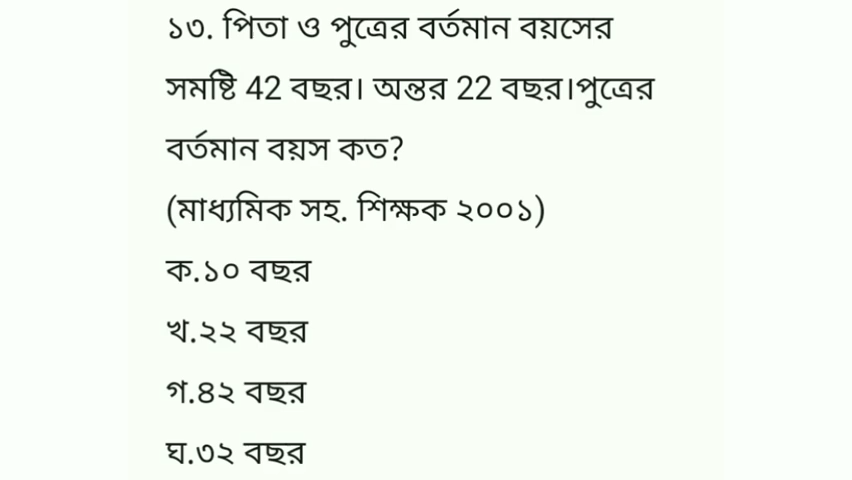 ১৩. পিতা ও পুত্রের বর্তমান বয়সের
সমষ্টি 42 বছর। অন্তর 22 বছর।পুত্রের
বর্তমান বয়স কত?
(মাধ্যমিক সহ. শিক্ষক ২০০১)
ক.১০ বছর
খ.২২ বছর
গ.৪২ বছর
ঘ.৩২ বছর